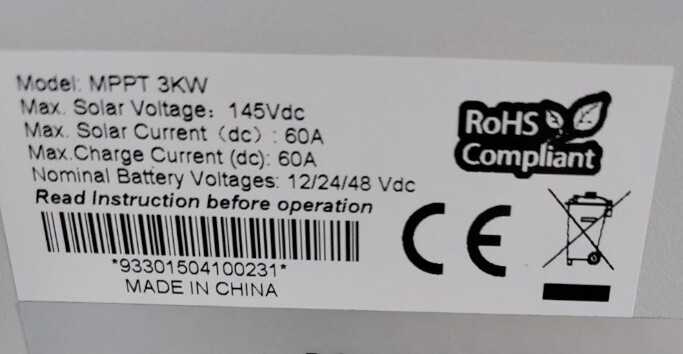 Model: MPPT 3KW
Max. Solar Voltage: 145Vdc
Max. Solar Current (dc) : 60A
Max.Charge Current (dc): 60A
Nominal Battery Voltages: 12/24/48 Vdc
Read Instruction before operation
*93301504100231*
MADE IN CHINA
RoHS
Compliant
CE